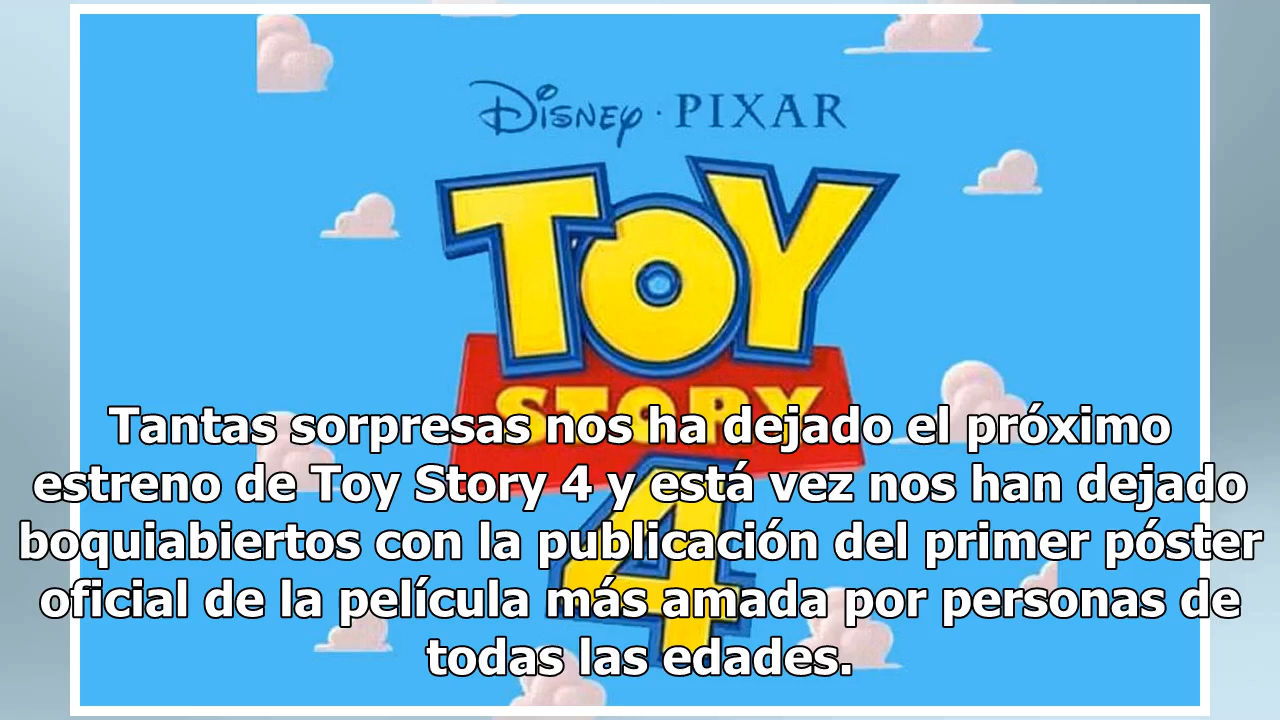 Disney · PIXAR
TOY
STORY
4
Tantas sorpresas nos ha dejado el próximo
estreno de Toy Story 4 y está vez nos han dejado
boquiabiertos con la publicación del primer póster
oficial de la película más amada por personas de
todas las edades.